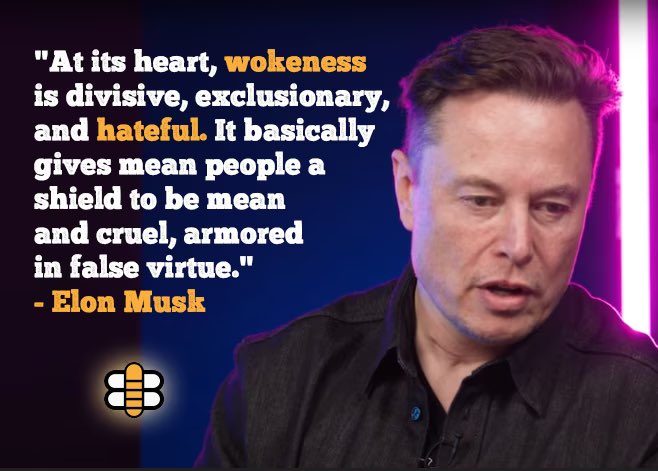 "At its heart, wokeness
is divisive, exclusionary,
and hateful. It basically
gives mean people a
shield to be mean
and cruel, armored
in false virtue."
- Elon Musk